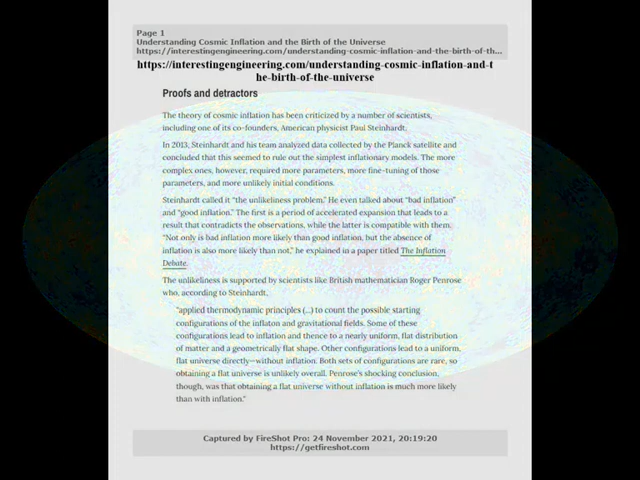 Page 1
Understanding Cosmic Inflation and the Birth of the Universe
https://interestingengineering.com/understanding-cosmic-inflation-and-the-birth-of-th...
https://interestingengineering.com/understanding-cosmic-inflation-and-t
he-birth-of-the-universe
Proofs and detractors
The theory of cosmic inflation has been criticized by a number of scientists,
including one of its co-founders, American physicist Paul Steinhardt.
In 2013, Steinhardt and his team analyzed data collected by the Planck satellite and
concluded that this seemed to rule out the simplest inflationary models. The more
complex ones, however, required more parameters, more fine-tuning of those
parameters, and more unlikely initial conditions.
Steinhardt called it “the unlikeliness problem.” He even talked about “bad inflation”
and “good inflation.” The first is a period of accelerated expansion that leads to a
result that contradicts the observations, while the latter is compatible with them.
“Not only is bad inflation more likely than good inflation, but the absence of
inflation is also more likely than not,” he explained in a paper titled The Inflation
Debate.
The unlikeliness is supported by scientists like British mathematician Roger Penrose
who, according to Steinhardt,
“applied thermodynamic principles (...) to count the possible starting
configurations of the inflaton and gravitational fields. Some of these
configurations lead to inflation and thence to a nearly uniform, flat distribution
of matter and a geometrically flat shape. Other configurations lead to a uniform,
flat universe directly—without inflation. Both sets of configurations are rare, so
obtaining a flat universe is unlikely overall. Penrose’s shocking conclusion,
though, was that obtaining a flat universe without inflation is much more likely
than with inflation.”
Captured by FireShot Pro: 24 November 2021, 20:19:20
https://getfireshot.com